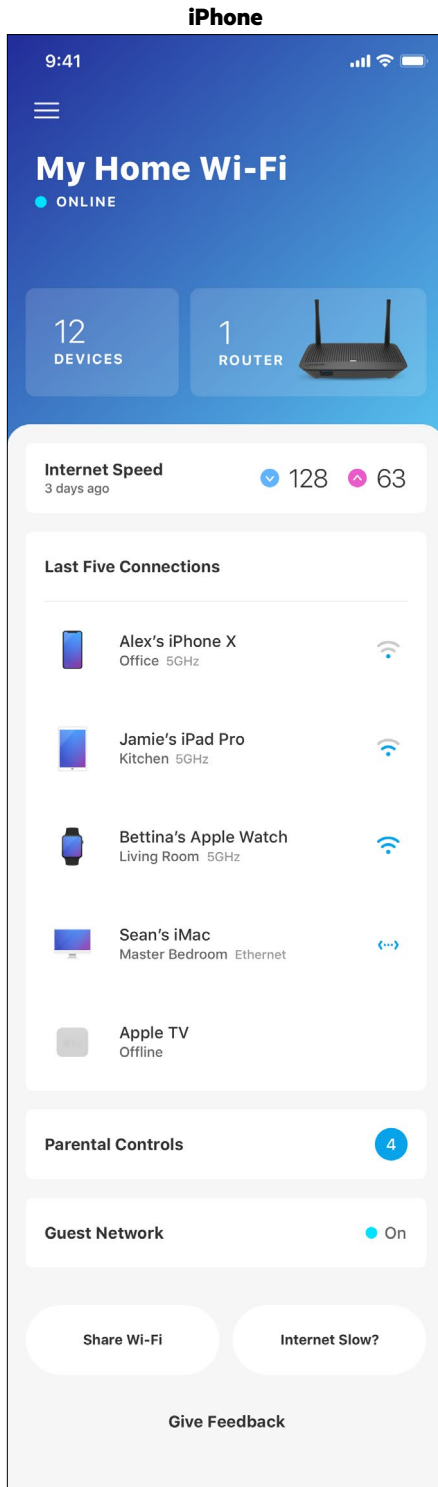 iPhone
9:41
My Home Wi-Fi
ONLINE
12
DEVICES
1
ROUTER
Internet Speed
3 days ago
128
63
Last Five Connections
Alex’s iPhone X
Office 5GHz
Jamie’s iPad Pro
Kitchen 5GHz
Bettina’s Apple Watch
Living Room 5GHz
Sean’s iMac
Master Bedroom Ethernet
Apple TV
Offline
Parental Controls
4
Guest Network
On
Share Wi-Fi
Internet Slow?
Give Feedback